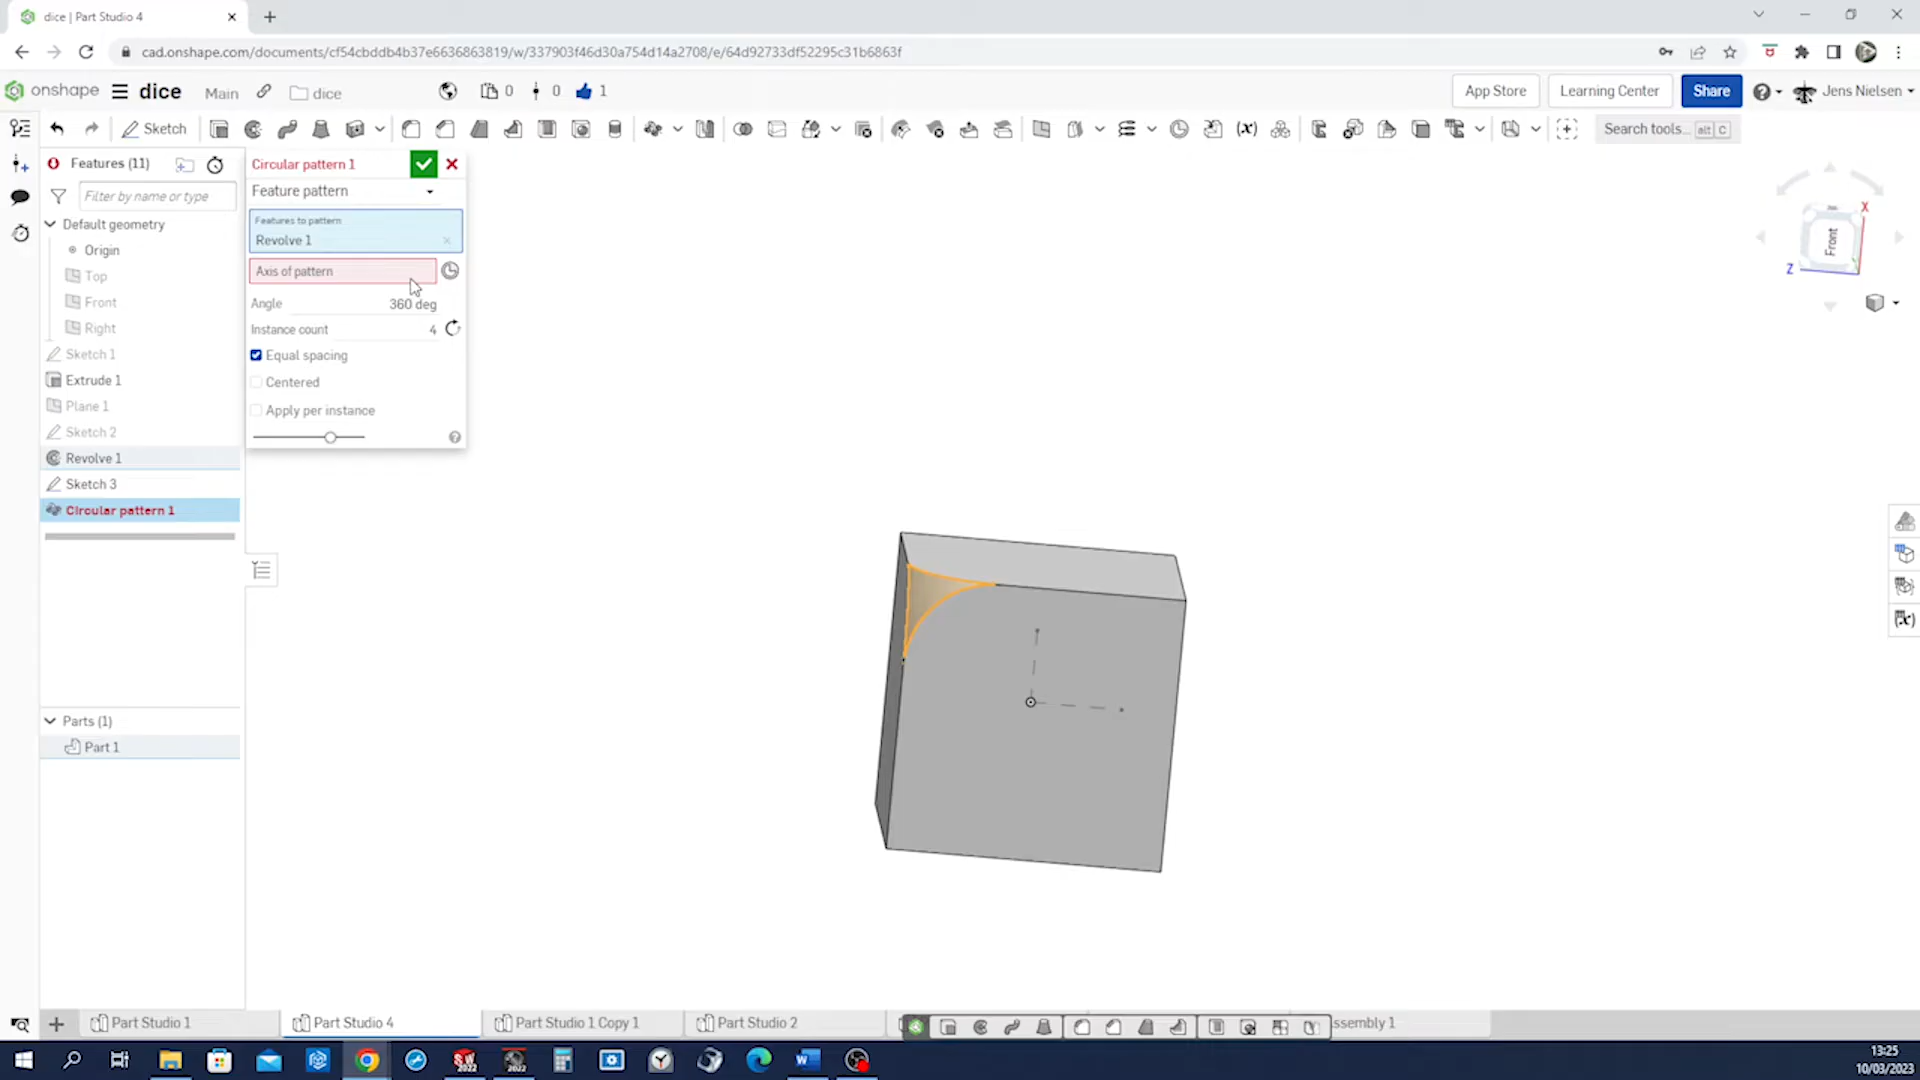 dice | Part Studio 4
cad.onshape.com/documents/cf54cbddb4b37e6636863819/w/337903f46d30a754d14a2708/e/64d92733df52295c31b6863f
onshape
dice
Main
dice
0
0
1
App Store
Learning Center
Share
Jens Nielsen
Sketch
Search tools...
alt
C
Features (11)
Filter by name or type
Default geometry
Origin
Top
Front
Right
Sketch 1
Extrude 1
Plane 1
Sketch 2
Revolve 1
Sketch 3
Circular pattern 1
Parts (1)
Part 1
Circular pattern 1
Feature pattern
Features to pattern
Revolve 1
Axis of pattern
Angle
360 deg
Instance count
4
Equal spacing
Centered
Apply per instance
X
Front
Z
Part Studio 1
Part Studio 4
Part Studio 1 Copy 1
Part Studio 2
ssembly 1
SW
2022
2022
13:25
10/03/2023